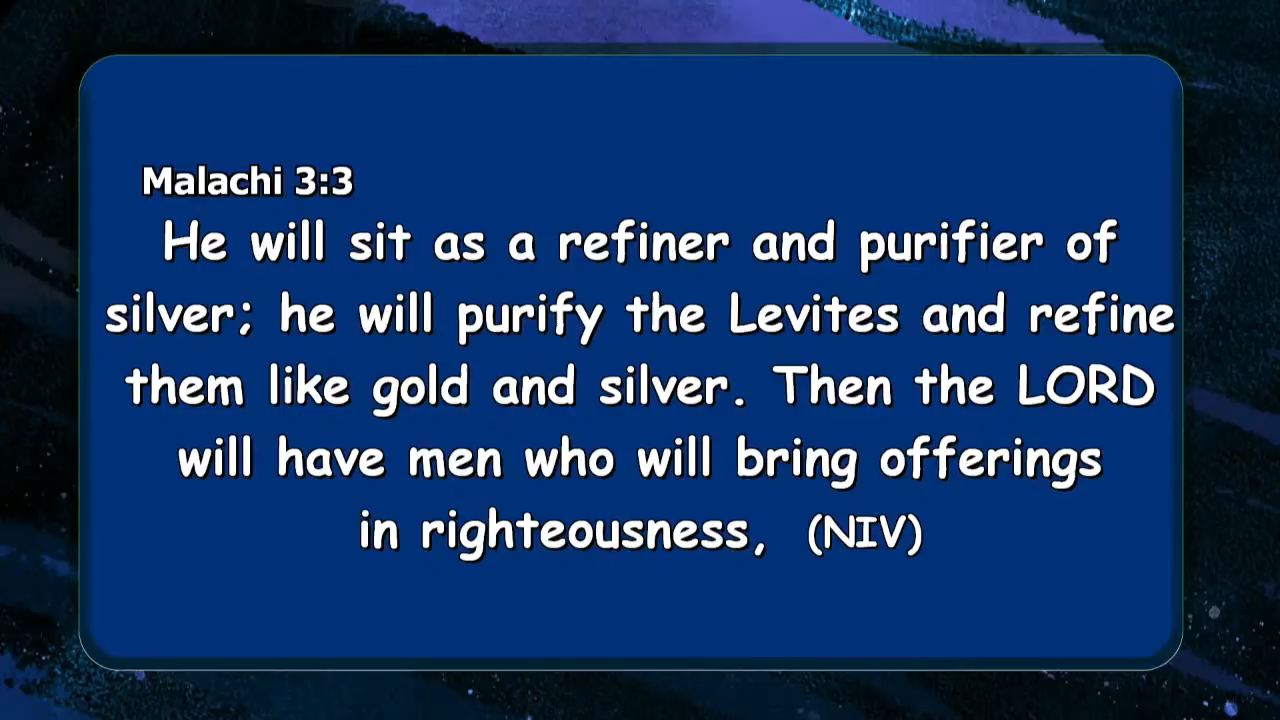 Malachi 3:3
He will sit as a refiner and purifier of
silver; he will purify the Levites and refine
them like gold and silver. Then the LORD
will have men who will bring offerings
in righteousness, (NIV)